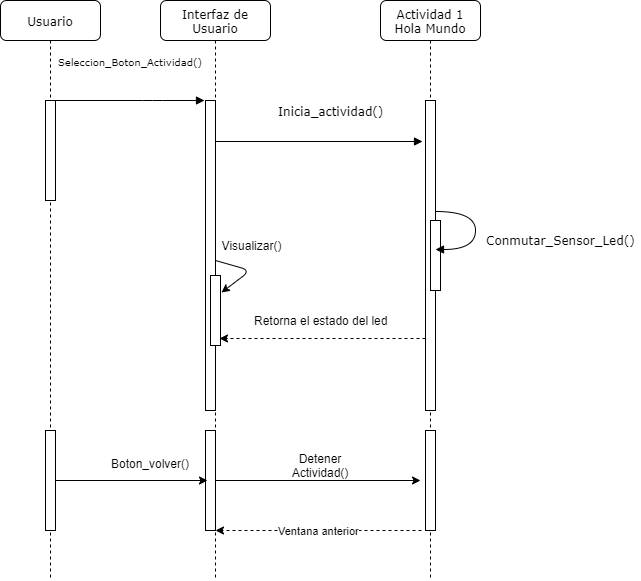 Usuario
Interfaz de
Usuario
Actividad 1
Hola Mundo
Seleccion_Boton_Actividad()
Inicia_actividad()
Conmutar_Sensor_Led()
Visualizar()
Retorna el estado del led
Boton_volver()
Detener
Actividad()
Ventana anterior